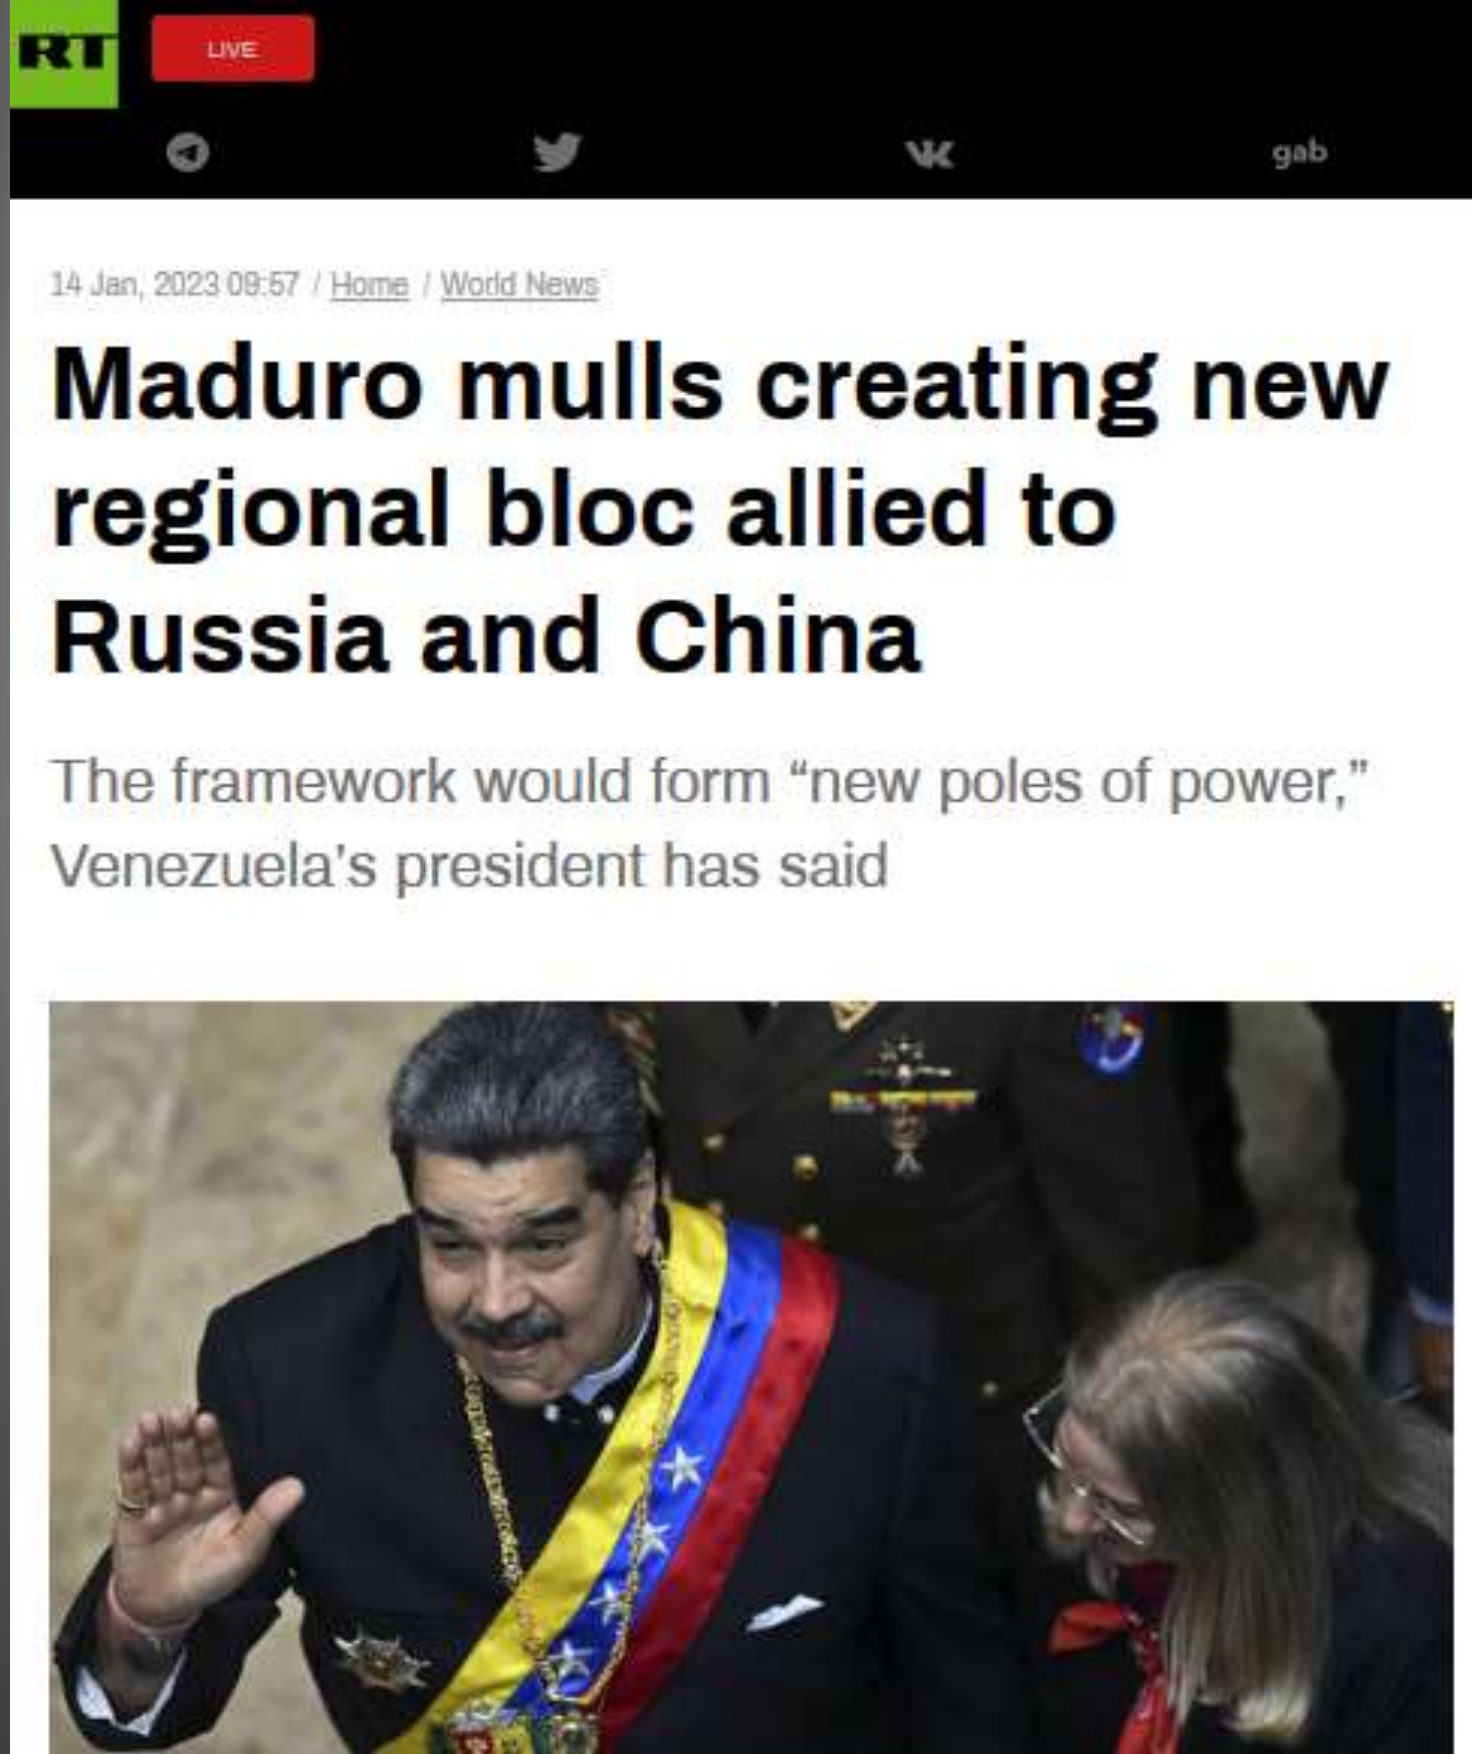 RT
LIVE
gab
14 Jan, 2023 09:57 / Home / World News
Maduro mulls creating new
regional bloc allied to
Russia and China
The framework would form “new poles of power,”
Venezuela’s president has said